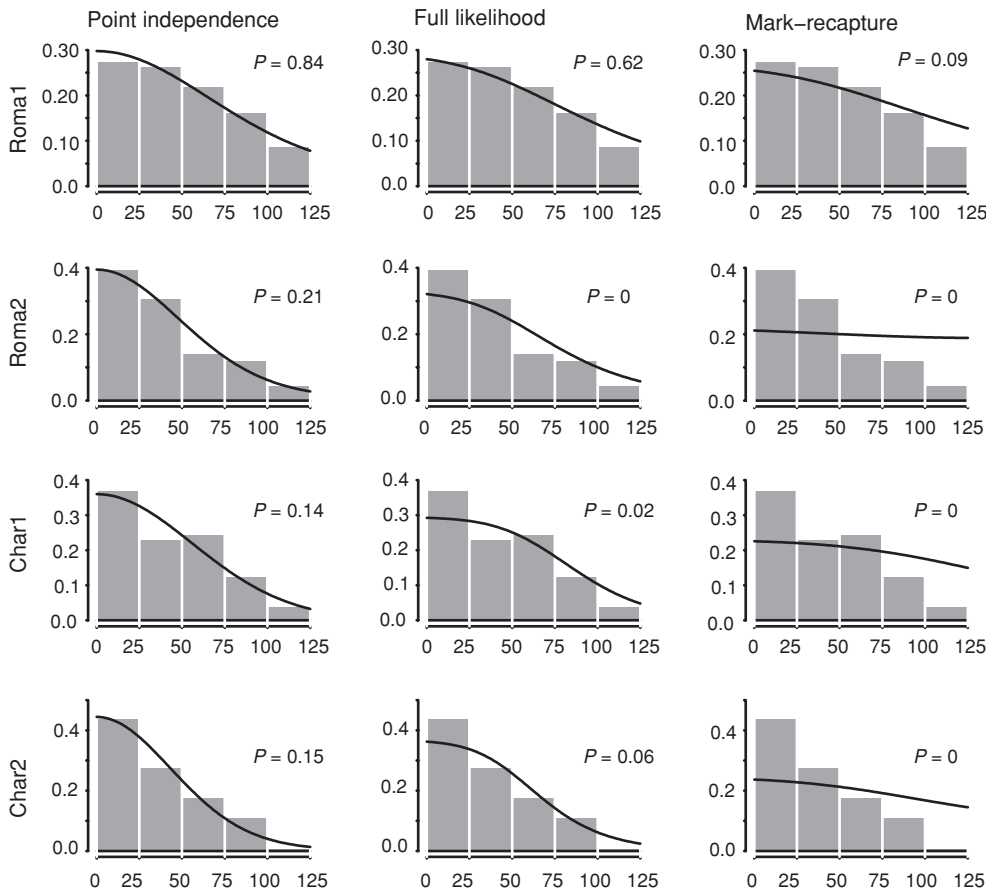 Point independence
Full likelihood
Mark–recapture
Roma1
0.30
0.20
0.10
0.0
P = 0.84
0 25 50 75 100 125
0.30
0.20
0.10
0.0
P = 0.62
0 25 50 75 100 125
0.30
0.20
0.10
0.0
P = 0.09
0 25 50 75 100 125
Roma2
0.4
0.2
0.0
P = 0.21
0 25 50 75 100 125
0.4
0.2
0.0
P = 0
0 25 50 75 100 125
0.4
0.2
0.0
P = 0
0 25 50 75 100 125
Char1
0.4
0.3
0.2
0.1
0.0
P = 0.14
0 25 50 75 100 125
0.4
0.3
0.2
0.1
0.0
P = 0.02
0 25 50 75 100 125
0.4
0.3
0.2
0.1
0.0
P = 0
0 25 50 75 100 125
Char2
0.4
0.2
0.0
P = 0.15
0 25 50 75 100 125
0.4
0.2
0.0
P = 0.06
0 25 50 75 100 125
0.4
0.2
0.0
P = 0
0 25 50 75 100 125